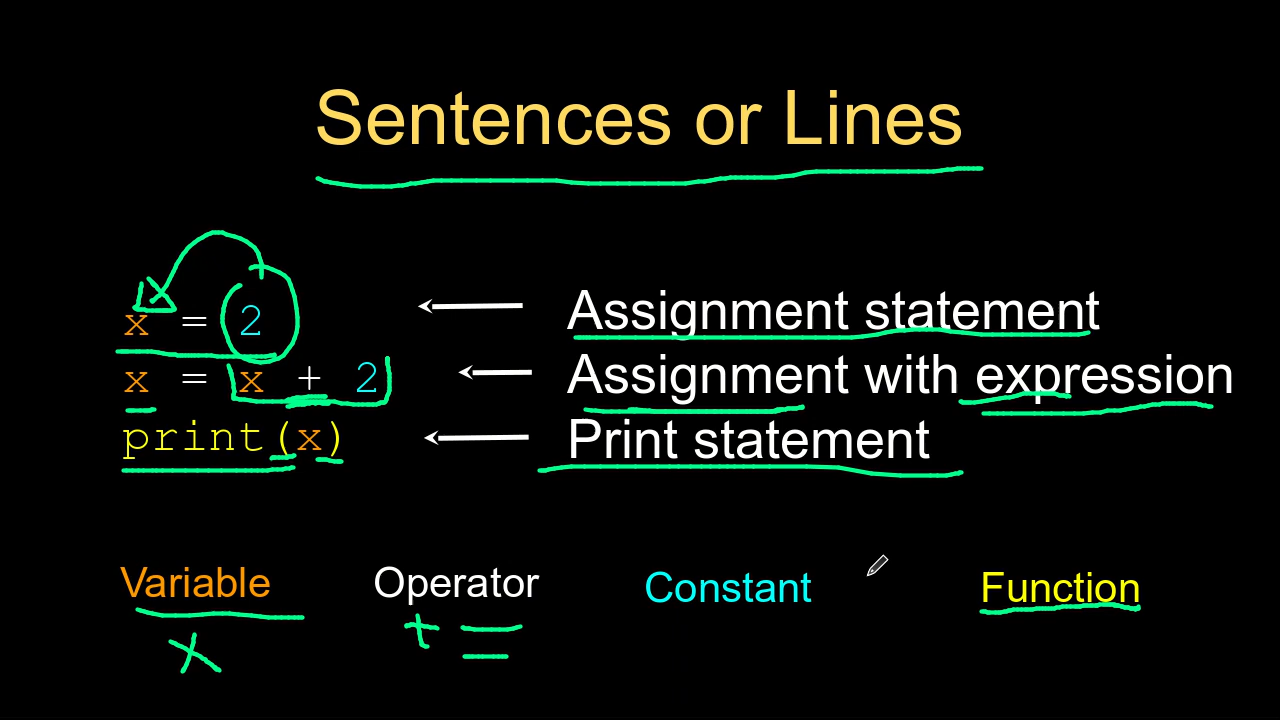 Sentences or Lines
x = 2 Assignment statement
x = x + 2 Assignment with expression
print(x) Print statement
Variable Operator Constant Function
x + =